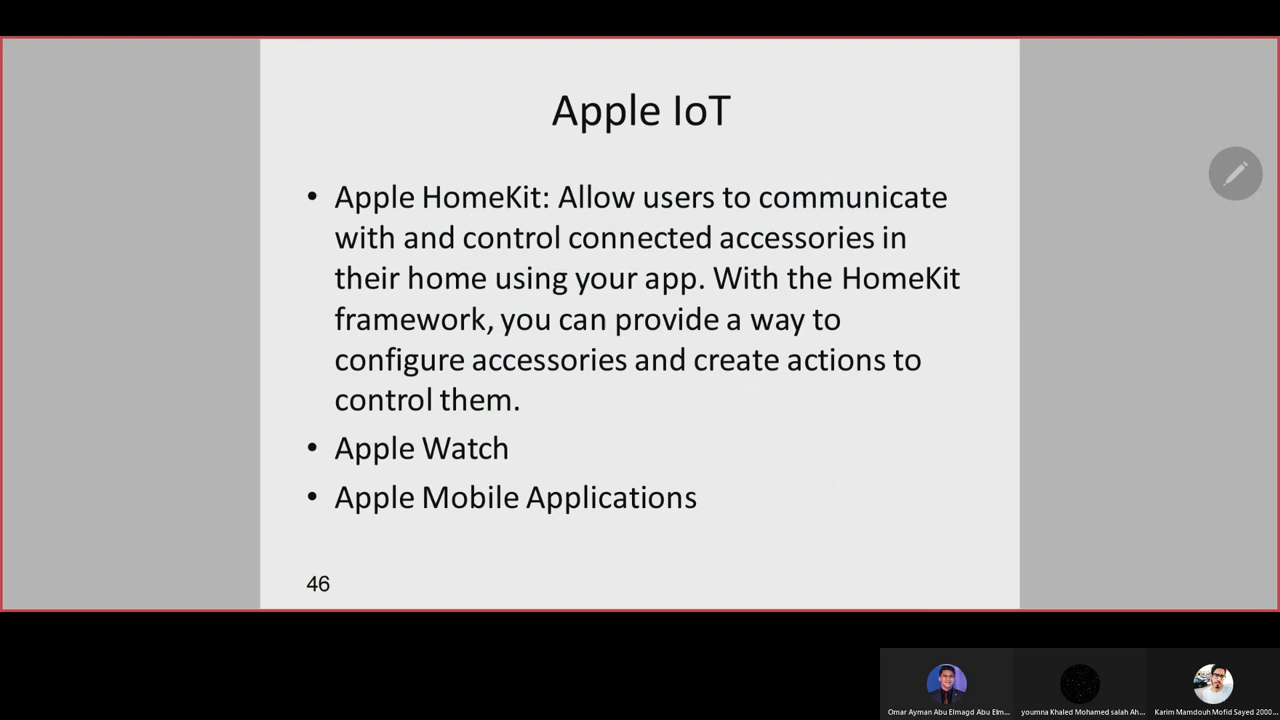 Apple IoT
• Apple HomeKit: Allow users to communicate
with and control connected accessories in
their home using your app. With the HomeKit
framework, you can provide a way to
configure accessories and create actions to
control them.
• Apple Watch
• Apple Mobile Applications
46
Omar Ayman Abu Elmagd Abu Elm...
youmna Khaled Mohamed salah Ah...
Karim Mamdouh Mofid Sayed 2000...